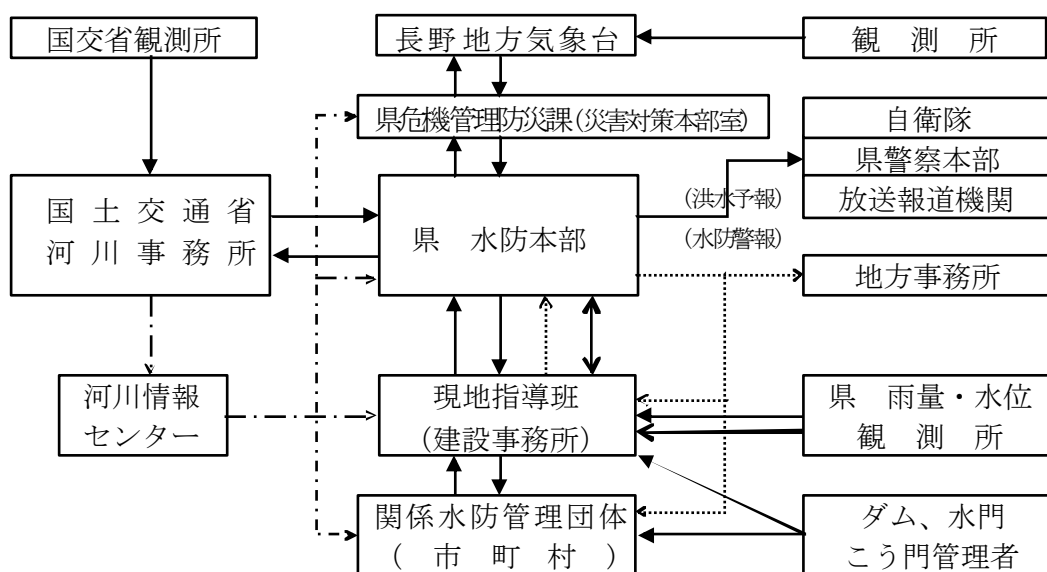 国交省観測所
長野地方気象台
観　測　所
県危機管理防災課(災害対策本部室)
自衛隊
県警察本部
放送報道機関
国　土　交　通　省
河　川　事　務　所
県　水防本部
(洪水予報)
(水防警報)
地方事務所
河川情報
センター
現地指導班
(建設事務所)
県　雨量・水位
観　測　所
関係水防管理団体
(　市　町　村　)
ダム、水門
こう門管理者